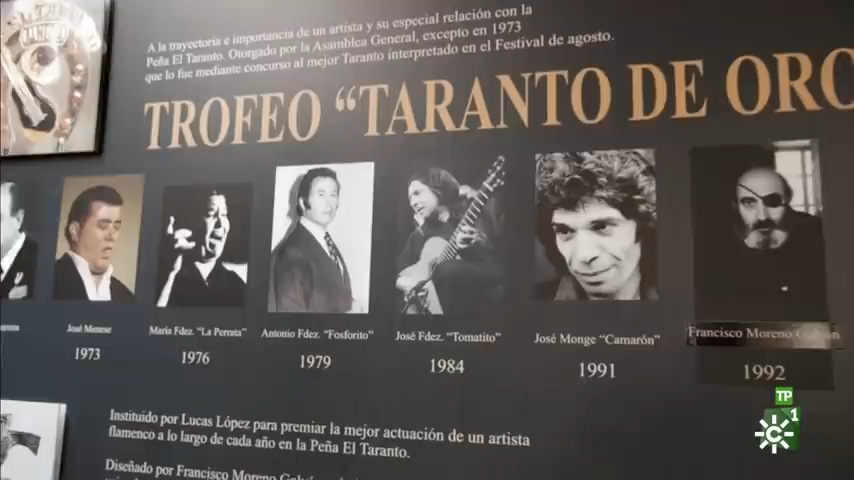 A la trayectoria e importancia de un artista y su especial relación con la
Peña El Taranto. Otorgado por la Asamblea General, excepto en 1973
que lo fue mediante concurso al mejor Taranto interpretado en el Festival de agosto.
TROFEO “TARANTO DE ORO
José Menese
1973
María Fdez. “La Perrata”
1976
Antonio Fdez. “Fosforito”
1979
José Fdez. “Tomatito”
1984
José Monge “Camarón”
1991
Francisco Moreno Galván
1992
Instituido por Lucas López para premiar la mejor actuación de un artista
flamenco a lo largo de cada año en la Peña El Taranto.
Diseñado por Francisco Moreno Galván
TP
1